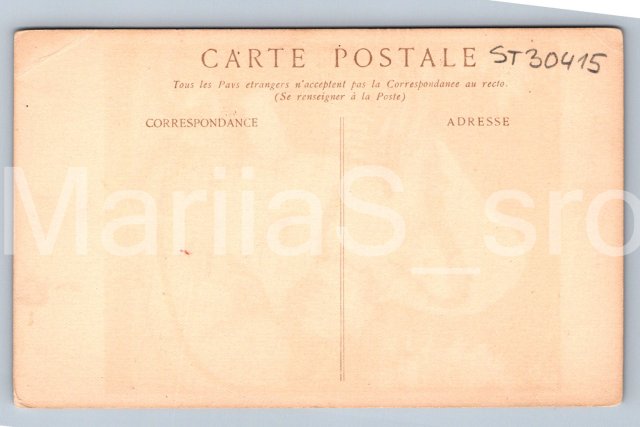 CARTE POSTALE ST30415
Tous les Pays etrangers n'acceptent pas la Correspondance au recto.
(Se renseigner à la Poste)
CORRESPONDANCE ADRESSE
MariiaS_sro